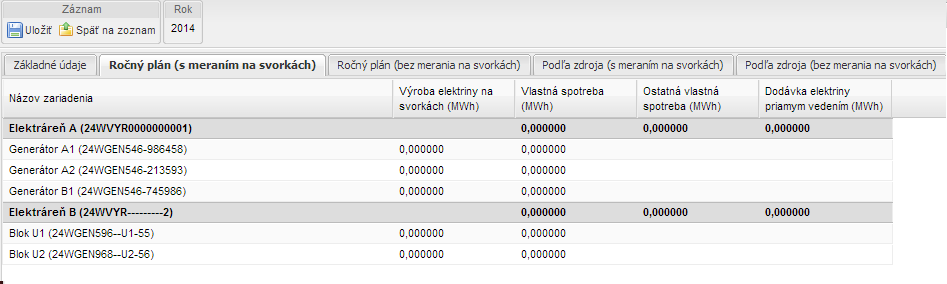 Záznam
Rok
Uložiť
Späť na zoznam
2014
Základné údaje
Ročný plán (s meraním na svorkách)
Ročný plán (bez merania na svorkách)
Podľa zdroja (s meraním na svorkách)
Podľa zdroja (bez merania na svorkách)
Názov zariadenia
Výroba elektriny na
svorkách (MWh)
Vlastná spotreba
(MWh)
Ostatná vlastná
spotreba (MWh)
Dodávka elektriny
priamym vedením (MWh)
Elektráreň A (24WVYR0000000001) 0,000000 0,000000 0,000000
Generátor A1 (24WGEN546-986458) 0,000000 0,000000
Generátor A2 (24WGEN546-213593) 0,000000 0,000000
Generátor B1 (24WGEN546-745986) 0,000000 0,000000
Elektráreň B (24WVYR---------2) 0,000000 0,000000 0,000000
Blok U1 (24WGEN596--U1-55) 0,000000 0,000000
Blok U2 (24WGEN968--U2-56) 0,000000 0,000000